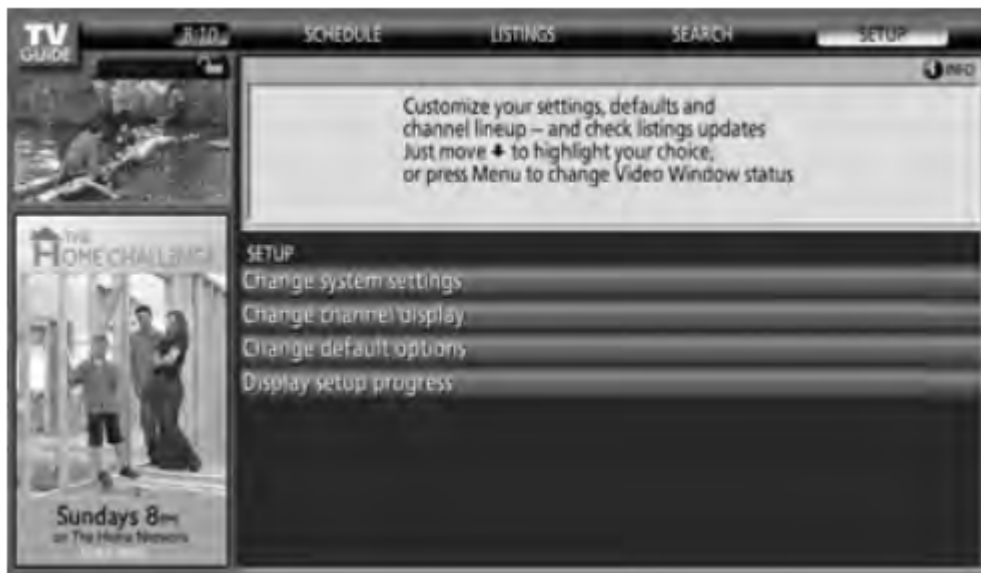 TV
GUIDE
8:10
SCHEDULE
LISTINGS
SEARCH
SETUP
INFO
Customize your settings, defaults and
channel lineup – and check listings updates
Just move ⬇ to highlight your choice,
or press Menu to change Video Window status
THE
HOME CHALLENGE
Sundays 8
on The Home Network
SETUP
Change system settings
Change channel display
Change default options
Display setup progress